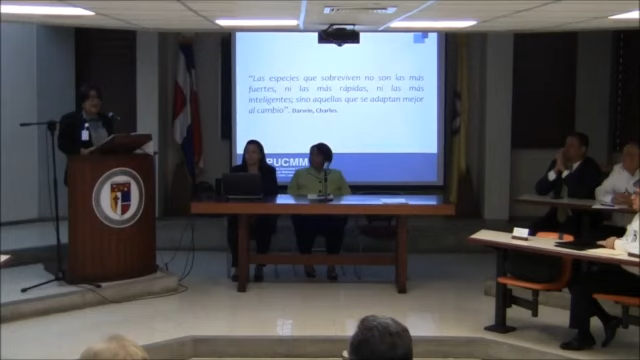 "Las especies que sobreviven no son las más
fuertes, ni las más rápidas, ni las más
inteligentes; sino aquellas que se adaptan mejor
al cambio". Darwin, Charles.
PUCMM